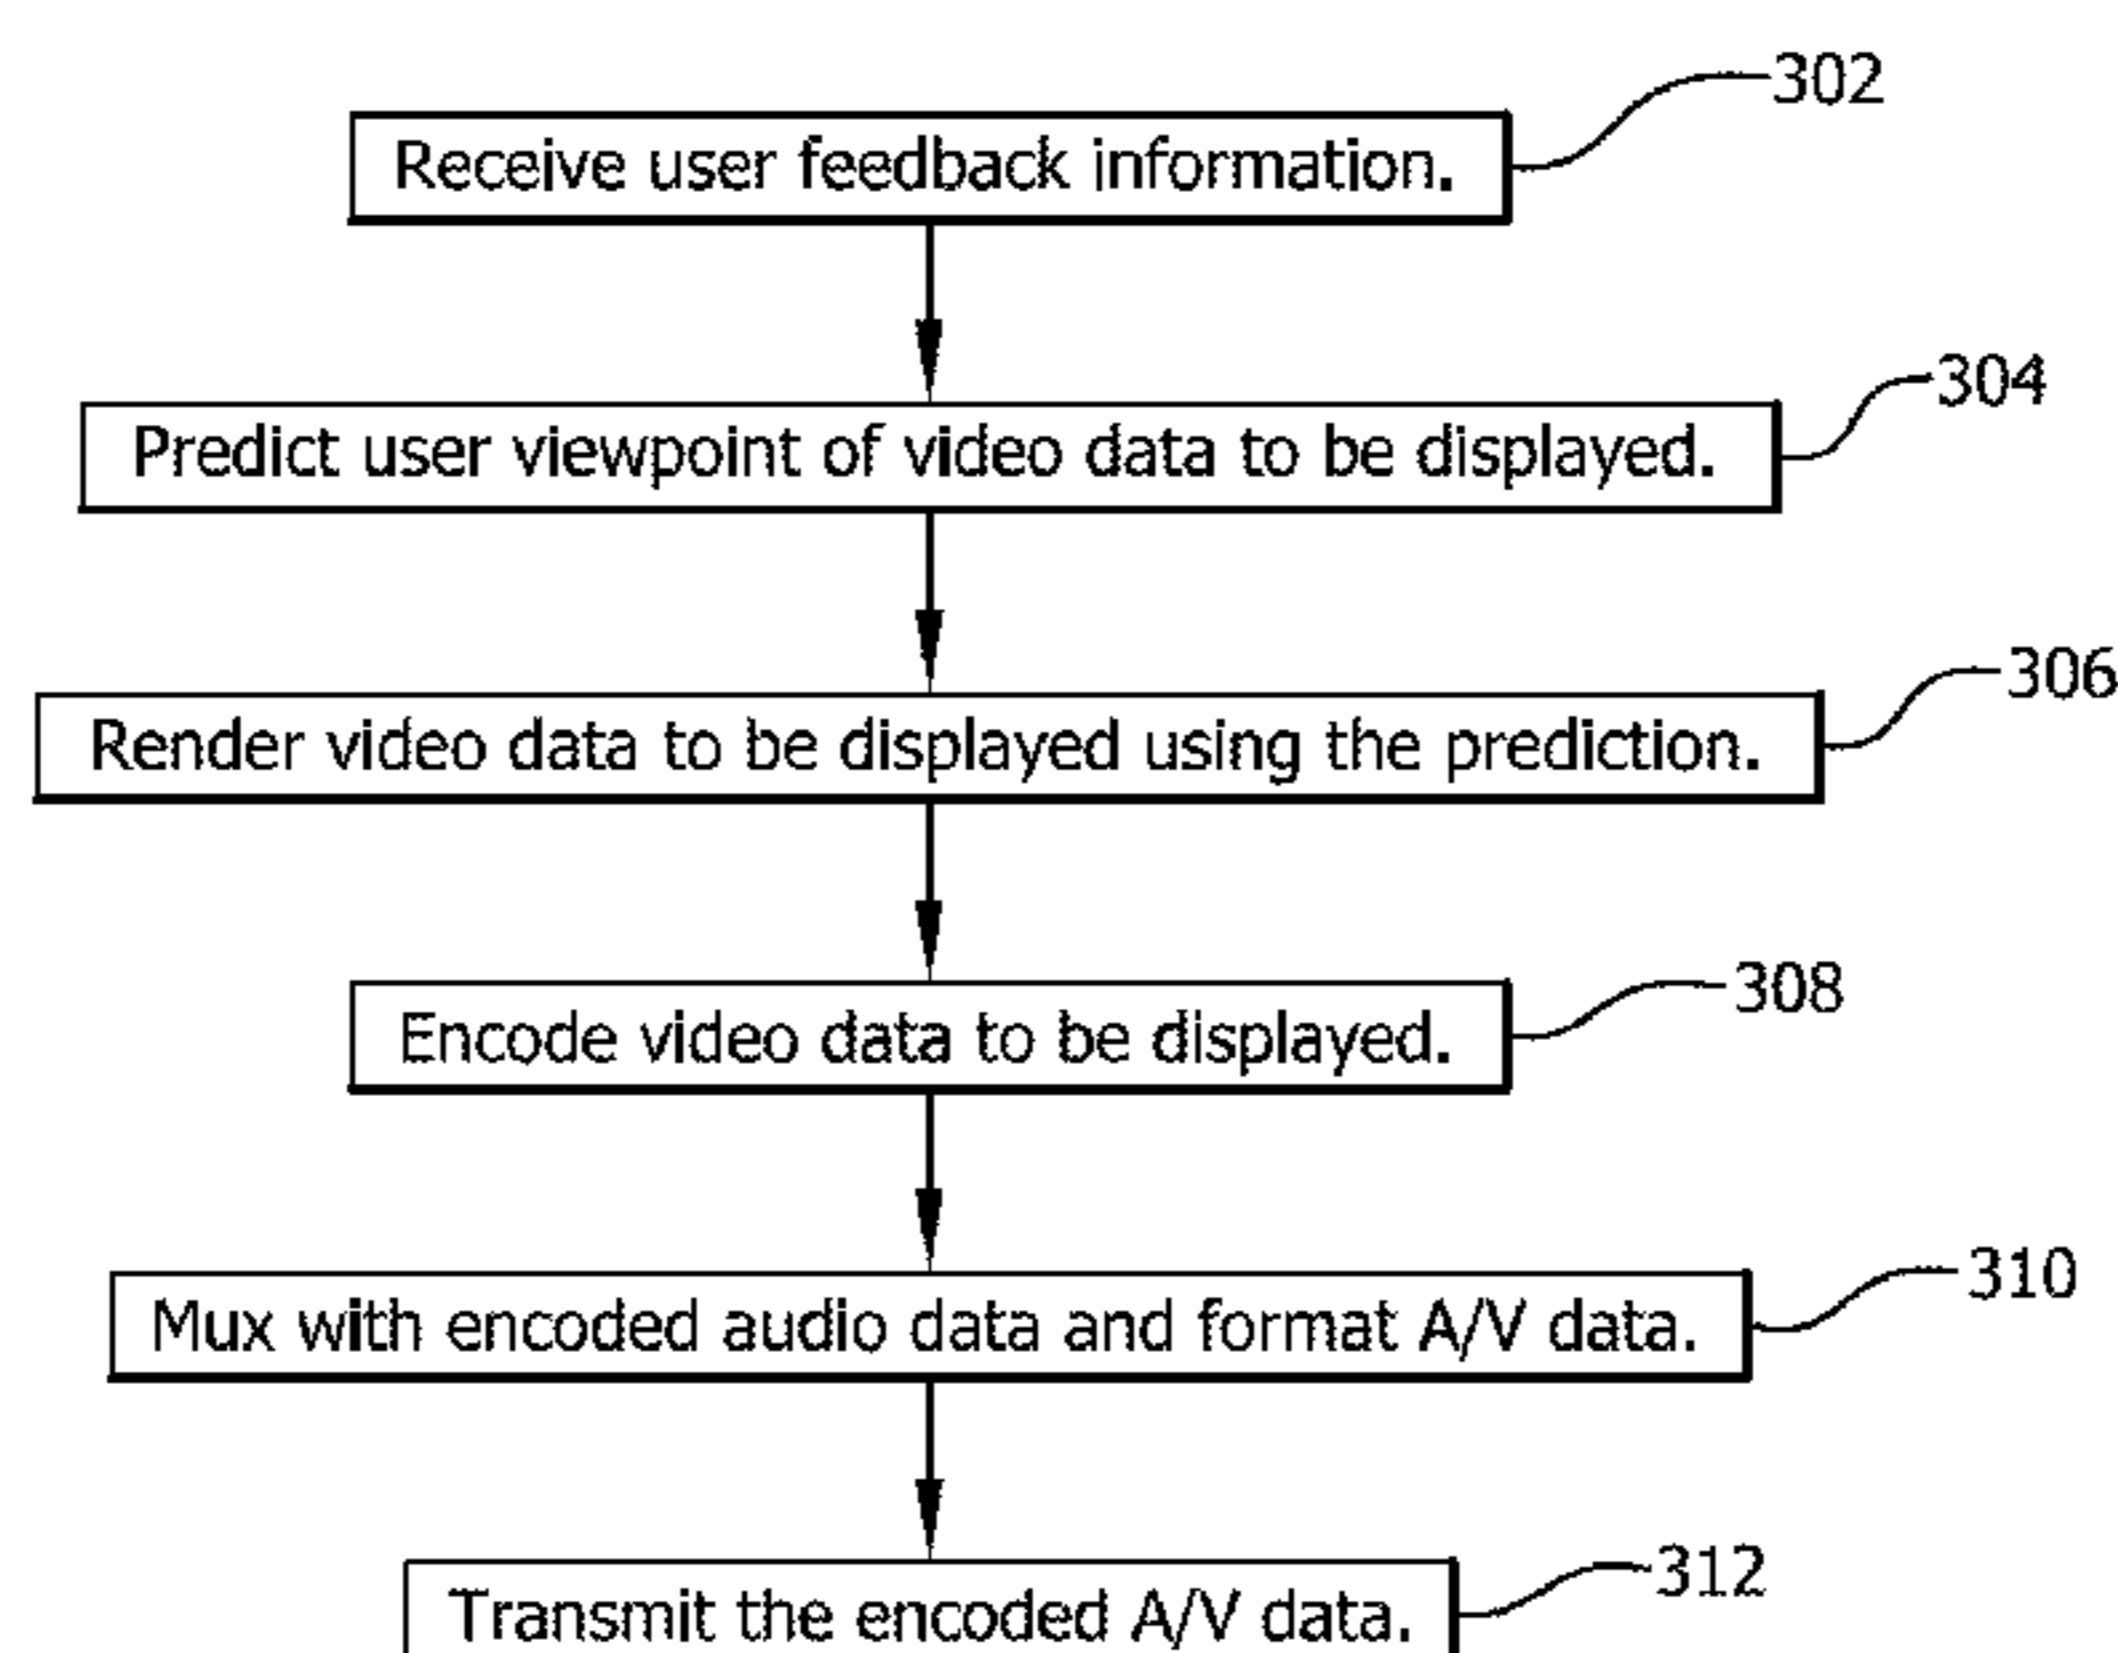 302
Receive user feedback information.
304
Predict user viewpoint of video data to be displayed.
306
Render video data to be displayed using the prediction.
308
Encode video data to be displayed.
310
Mux with encoded audio data and format A/V data.
312
Transmit the encoded A/V data.